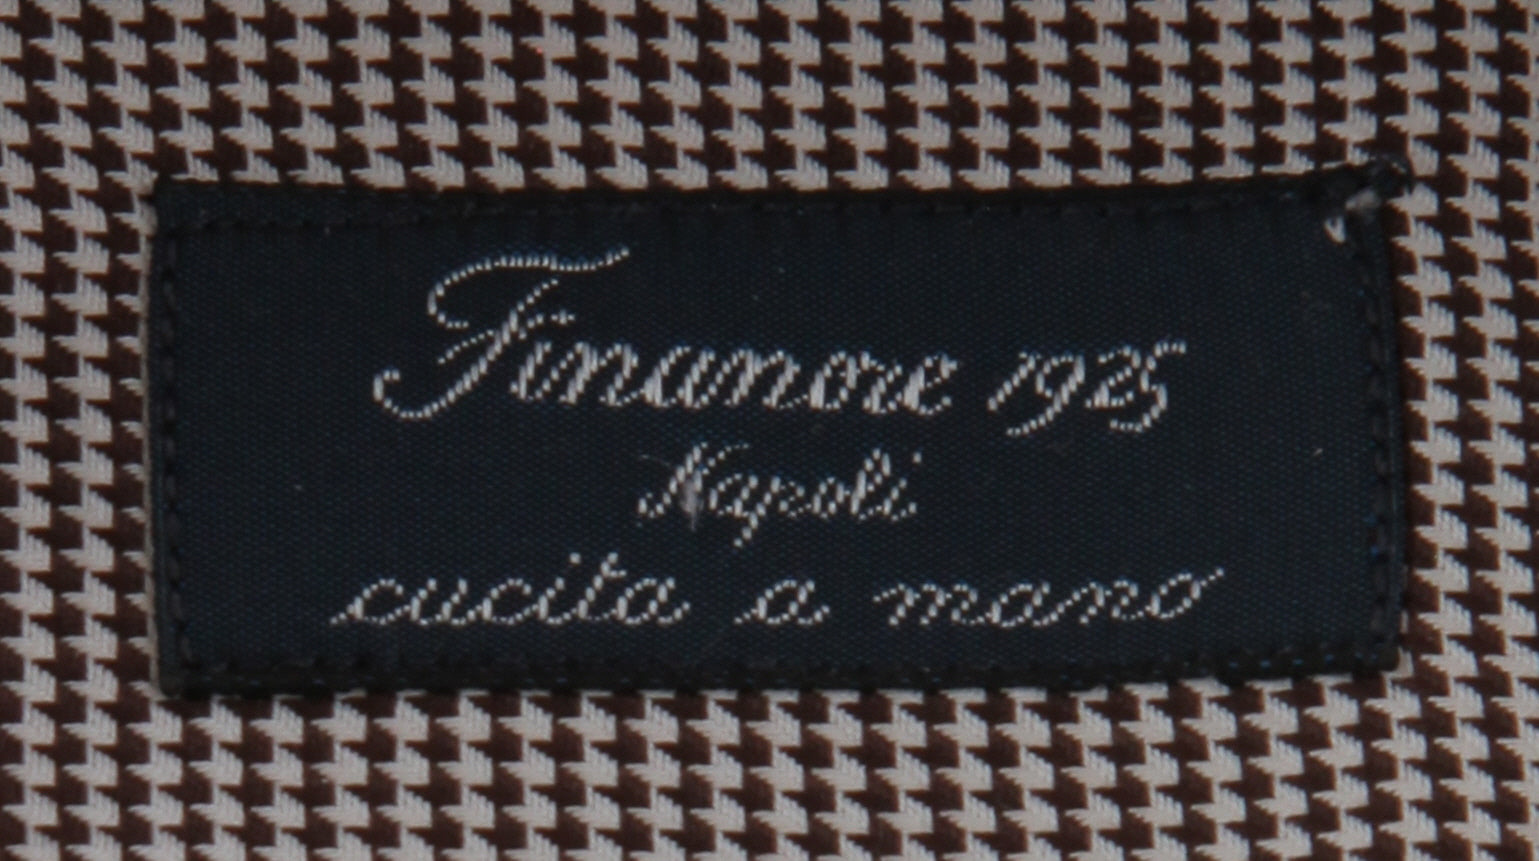 Finamore 1925
Napoli
cucita a mano